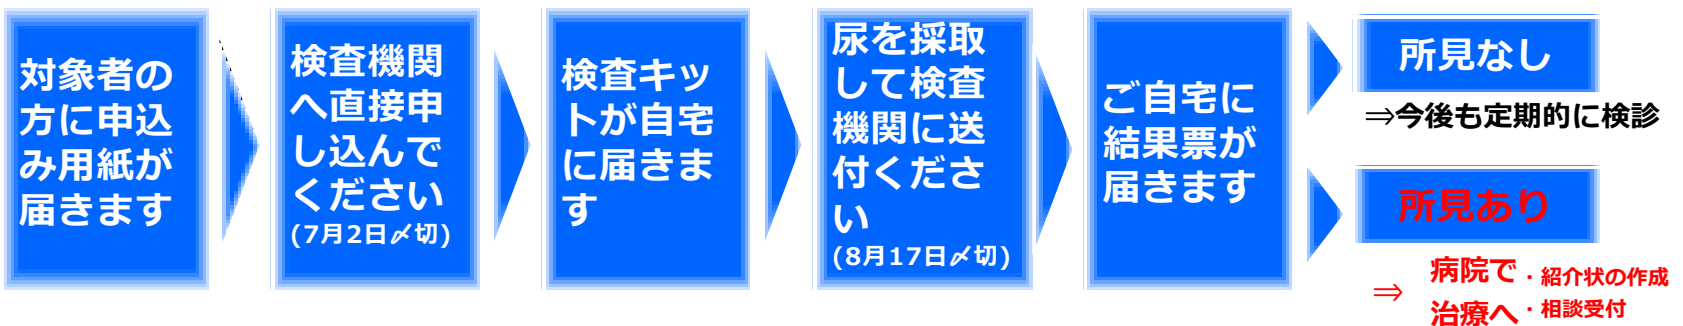 対象者の
方に申込
み用紙が
届きます
検査機関
へ直接申
し込んで
ください
(7月2日〆切)
検査キッ
トが自宅
に届きま
す
尿を採取
して検査
機関に送
付くださ
い
(8月17日〆切)
ご自宅に
結果票が
届きます
所見なし
⇒今後も定期的に検診
所見あり
⇒ 病院で・紹介状の作成
治療へ・相談受付